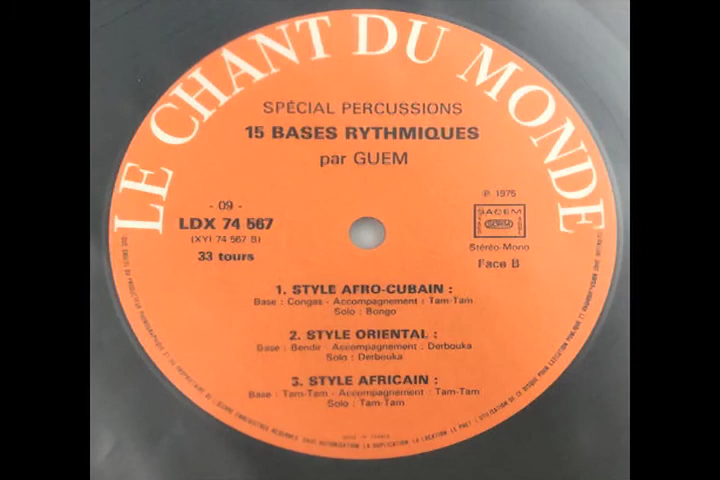 LE CHANT DU MONDE
SPÉCIAL PERCUSSIONS
15 BASES RYTHMIQUES
par GUEM
- 09 -
LDX 74 567
(XYI 74 567 B)
33 tours
℗ 1975
SACEM
Stéréo-Mono
Face B
1. STYLE AFRO-CUBAIN :
Base : Congas - Accompagnement : Tam-Tam
Solo : Bongo
2. STYLE ORIENTAL :
Base : Bendir - Accompagnement : Derbouka
Solo : Derbouka
3. STYLE AFRICAIN :
Base : Tam-Tam - Accompagnement : Tam-Tam
Solo : Tam-Tam
MADE IN FRANCE